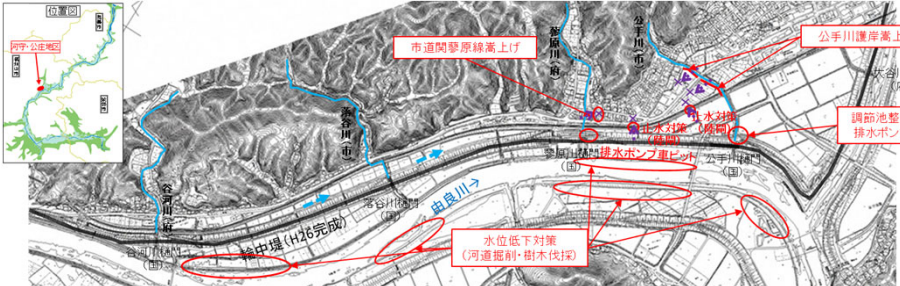 位置図
河守・公庄地区
市道関蓼原線嵩上げ
蓼原川(府)
公手川(市)
公手川護岸嵩上
大谷川
止水対策
(陸閘)
止水対策
(陸閘)
調節池整
排水ポン
排水ポンプ車ピット
蓼原川樋門
(国)
公手川樋門
(国)
谷河川(府)
落谷川(市)
落谷川樋門
(国)
谷河川樋門
(国)
輪中堤(H26完成)
由良川→
水位低下対策
(河道掘削・樹木伐採)